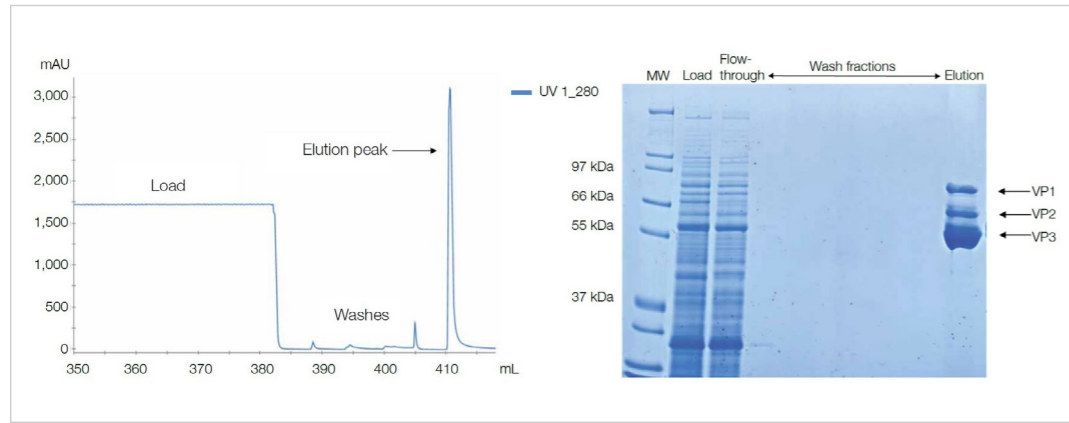 mAU
3,000
2,500
2,000
1,500
1,000
500
0
350 360 370 380 390 400 410 mL
Load
Elution peak
Washes
UV 1_280
MW Load Flow-through Wash fractions Elution
97 kDa
66 kDa
55 kDa
37 kDa
VP1
VP2
VP3